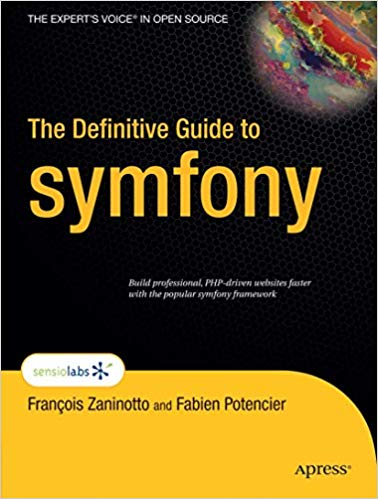 THE EXPERT'S VOICE® IN OPEN SOURCE
The Definitive Guide to
symfony
Build professional, PHP-driven websites faster
with the popular symfony framework
sensiolabs
François Zaninotto and Fabien Potencier
Apress®